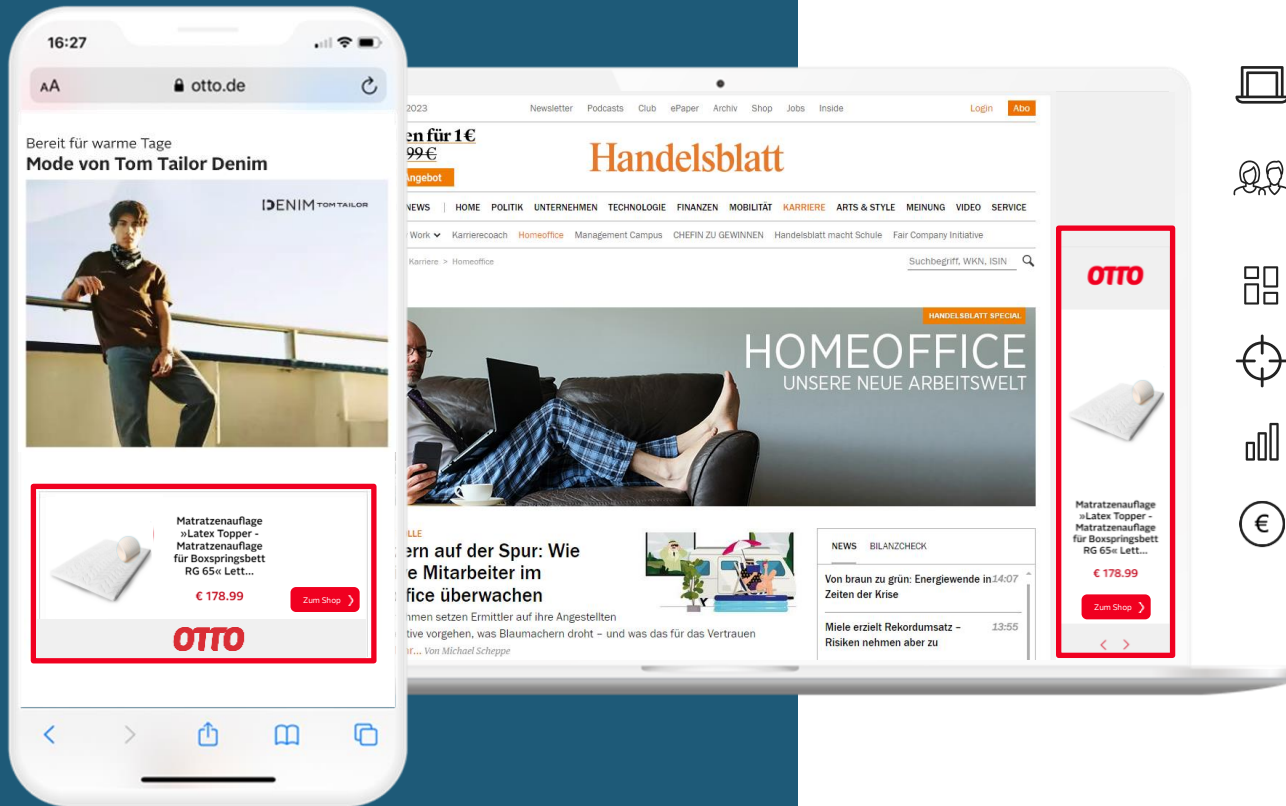 16:27
AA
otto.de
Bereit für warme Tage
Mode von Tom Tailor Denim
DENIM TOM TAILOR
Matratzenauflage
»Latex Topper -
Matratzenauflage
für Boxspringsbett
RG 65« Lett...
€ 178.99
Zum Shop
OTTO
2023
Newsletter Podcasts Club ePaper Archiv Shop Jobs Inside
Login Abo
en für 1 €
99 €
Angebot
Handelsblatt
NEWS | HOME POLITIK UNTERNEHMEN TECHNOLOGIE FINANZEN MOBILITÄT KARRIERE ARTS & STYLE MEINUNG VIDEO SERVICE
Work Karrierecoach Homeoffice Management Campus CHEFIN ZU GEWINNEN Handelsblatt macht Schule Fair Company Initiative
Karriere > Homeoffice
Suchbegriff, WKN, ISIN
HANDELSBLATT SPECIAL
HOMEOFFICE
UNSERE NEUE ARBEITSWELT
LLE
ern auf der Spur: Wie
e Mitarbeiter im
fice überwachen
hmen setzen Ermittler auf ihre Angestellten
tive vorgehen, was Blaumachern droht – und was das für das Vertrauen
hr... Von Michael Scheppe
NEWS BILANZCHECK
Von braun zu grün: Energiewende in 14:07
Zeiten der Krise
Miele erzielt Rekordumsatz – 13:55
Risiken nehmen aber zu
OTTO
Matratzenauflage
»Latex Topper -
Matratzenauflage
für Boxspringsbett
RG 65« Lett...
€ 178.99
Zum Shop
€